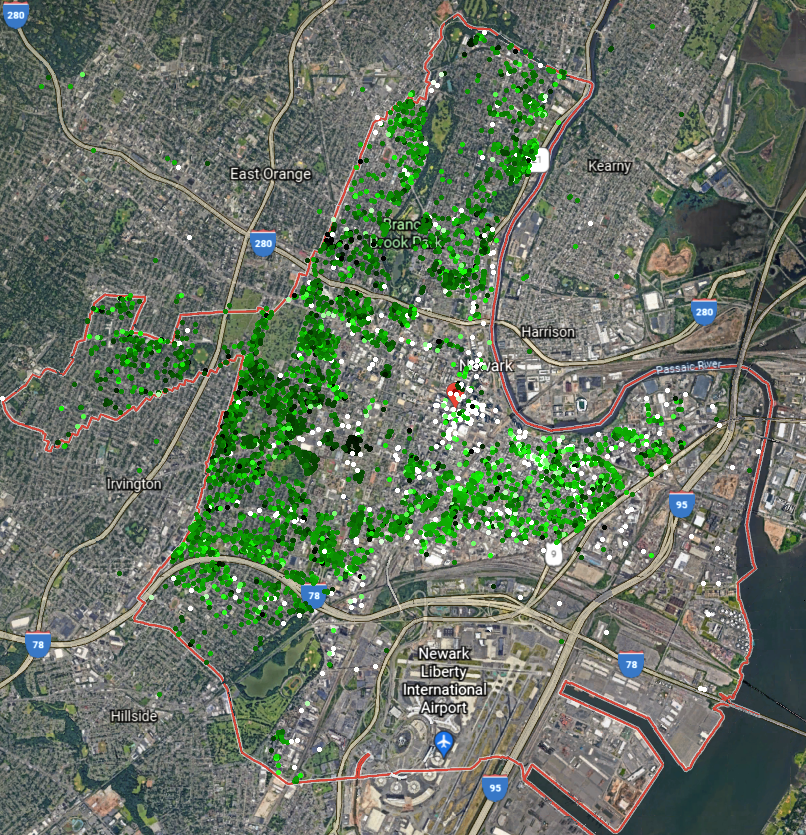 280
East Orange
1
Kearny
Branch
Brook Park
280
280
Harrison
Newark
Passaic River
Irvington
95
9
78
78
Newark
Liberty
International
Airport
78
Hillside
95